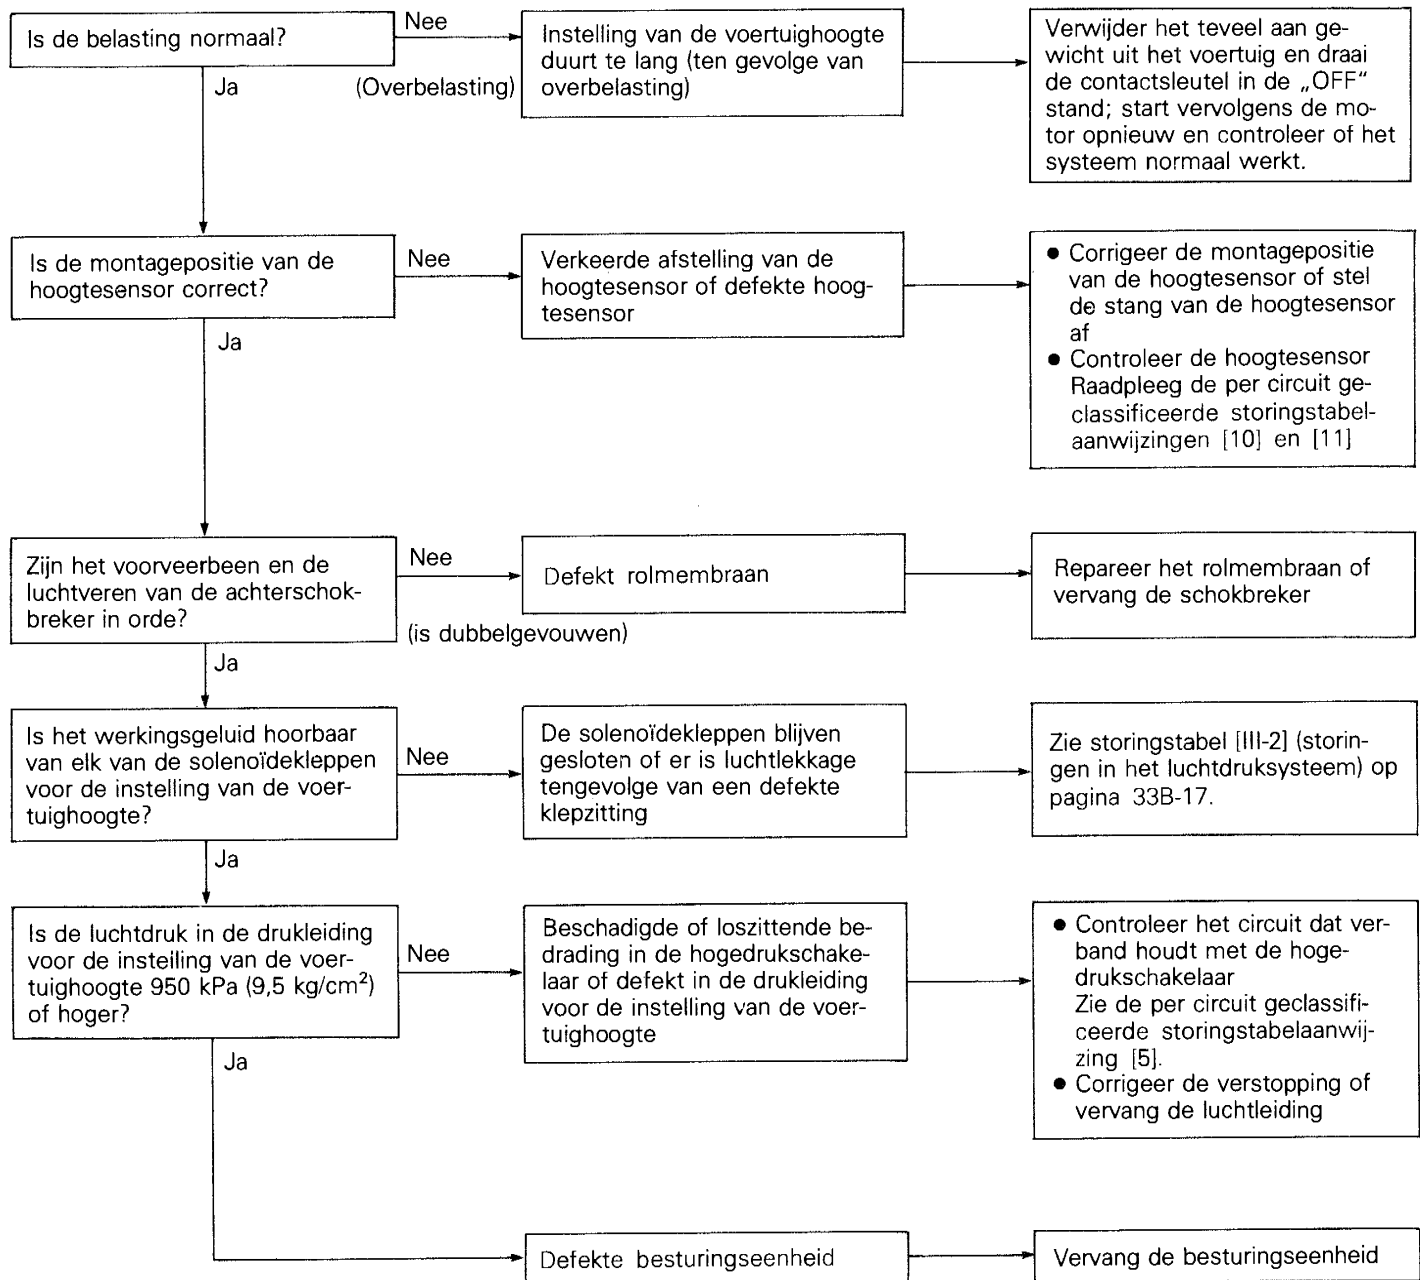 Is de belasting normaal?
Nee
(Overbelasting)
Ja
Instelling van de voertuighoogte
duurt te lang (ten gevolge van
overbelasting)
Verwijder het teveel aan ge-
wicht uit het voertuig en draai
de contactsleutel in de „OFF“
stand; start vervolgens de mo-
tor opnieuw en controleer of het
systeem normaal werkt.
Is de montagepositie van de
hoogtesensor correct?
Nee
Ja
Verkeerde afstelling van de
hoogtesensor of defekte hoog-
tesensor
● Corrigeer de montagepositie
van de hoogtesensor of stel
de stang van de hoogtesensor
af
● Controleer de hoogtesensor
Raadpleeg de per circuit ge-
classificeerde storingstabel-
aanwijzingen [10] en [11]
Zijn het voorveerbeen en de
luchtveren van de achterschok-
breker in orde?
Nee
(is dubbelgevouwen)
Ja
Defekt rolmembraan
Repareer het rolmembraan of
vervang de schokbreker
Is het werkingsgeluid hoorbaar
van elk van de solenoïdekleppen
voor de instelling van de voer-
tuighoogte?
Nee
Ja
De solenoïdekleppen blijven
gesloten of er is luchtlekkage
tengevolge van een defekte
klepzitting
Zie storingstabel [III-2] (storin-
gen in het luchtdruksysteem) op
pagina 33B-17.
Is de luchtdruk in de drukleiding
voor de instelling van de voer-
tuighoogte 950 kPa (9,5 kg/cm²)
of hoger?
Nee
Ja
Beschadigde of loszittende be-
drading in de hogedrukschake-
laar of defekt in de drukleiding
voor de instelling van de voer-
tuighoogte
● Controleer het circuit dat ver-
band houdt met de hoge-
drukschakelaar
Zie de per circuit geclassifi-
ceerde storingstabelaanwij-
zing [5].
● Corrigeer de verstopping of
vervang de luchtleiding
Defekte besturingseenheid
Vervang de besturingseenheid